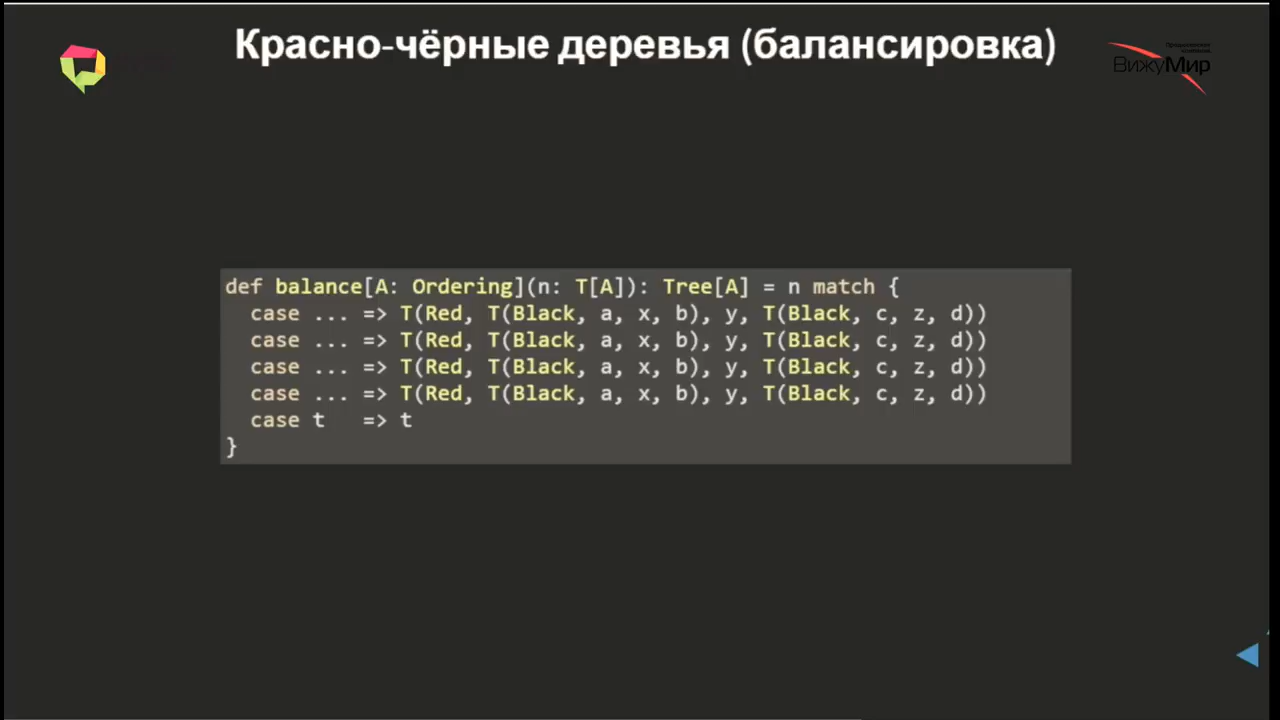 Красно-чёрные деревья (балансировка)
ВижуМир
def balance[A: Ordering](n: T[A]): Tree[A] = n match {
  case ... => T(Red, T(Black, a, x, b), y, T(Black, c, z, d))
  case ... => T(Red, T(Black, a, x, b), y, T(Black, c, z, d))
  case ... => T(Red, T(Black, a, x, b), y, T(Black, c, z, d))
  case ... => T(Red, T(Black, a, x, b), y, T(Black, c, z, d))
  case t   => t
}